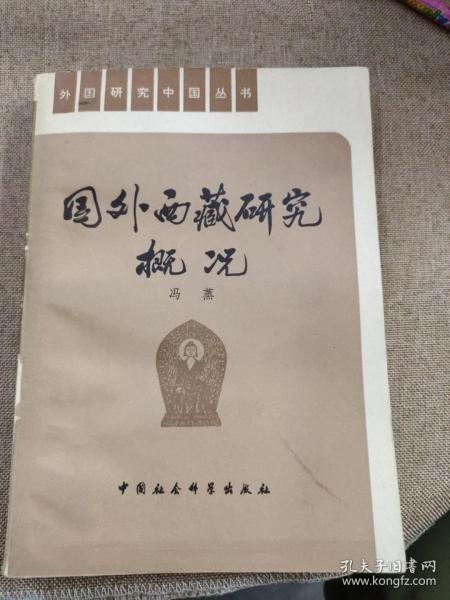 外国研究中国丛书
国外西藏研究
概况
冯蒸
中国社会科学出版社
孔夫子旧书网
www.kongfz.com